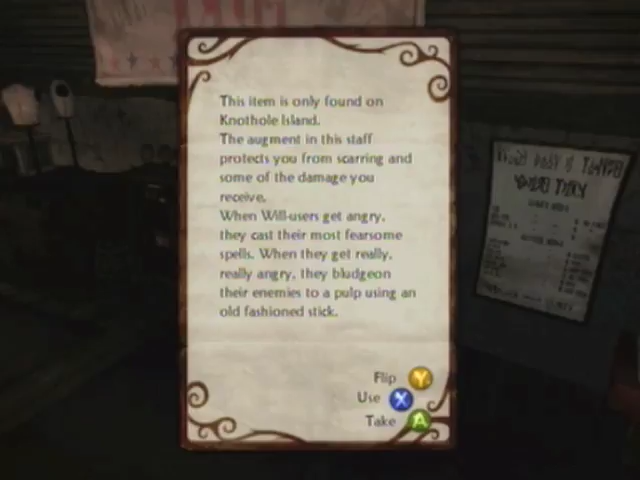 This item is only found on
Knothole Island.
The augment in this staff
protects you from scarring and
some of the damage you
receive.
When Will-users get angry,
they cast their most fearsome
spells. When they get really,
really angry, they bludgeon
their enemies to a pulp using an
old fashioned stick.
Flip Y
Use X
Take A